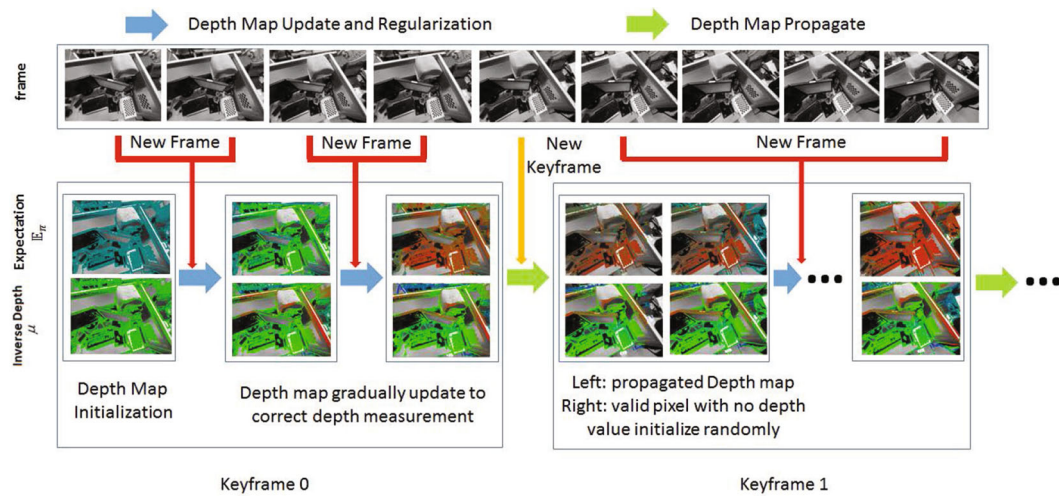 Depth Map Update and Regularization
Depth Map Propagate
frame
New Frame
New Frame
New
Keyframe
New Frame
Expectation
𝔼π
Inverse Depth
μ
Depth Map
Initialization
Depth map gradually update to
correct depth measurement
Left: propagated Depth map
Right: valid pixel with no depth
value initialize randomly
Keyframe 0
Keyframe 1